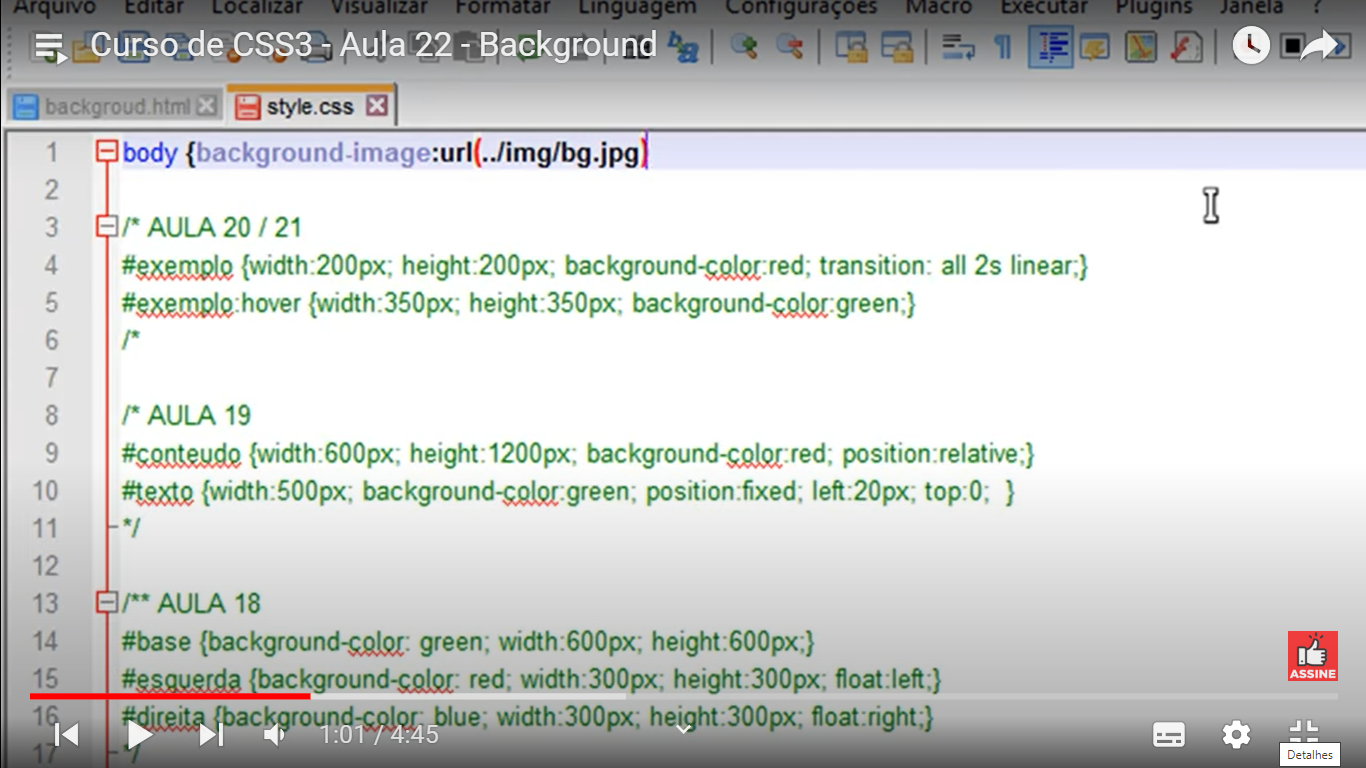 Arquivo Editar Localizar Visualizar Formatar Linguagem Configurações Macro Executar Plugins Janela ?
Curso de CSS3 - Aula 22 - Background
backgroud.html style.css
1 body {background-image:url(../img/bg.jpg)
2
3 /* AULA 20 / 21
4 #exemplo {width:200px; height:200px; background-color:red; transition: all 2s linear;}
5 #exemplo:hover {width:350px; height:350px; background-color:green;}
6 /*
7
8 /* AULA 19
9 #conteudo {width:600px; height:1200px; background-color:red; position:relative;}
10 #texto {width:500px; background-color:green; position:fixed; left:20px; top:0; }
11 */
12
13 /** AULA 18
14 #base {background-color: green; width:600px; height:600px;}
15 #esguerda {background-color: red; width:300px; height:300px; float:left;}
16 #direita {background-color: blue; width:300px; height:300px; float:right;}
17 */
ASSINE
1:01 / 4:45
Detalhes